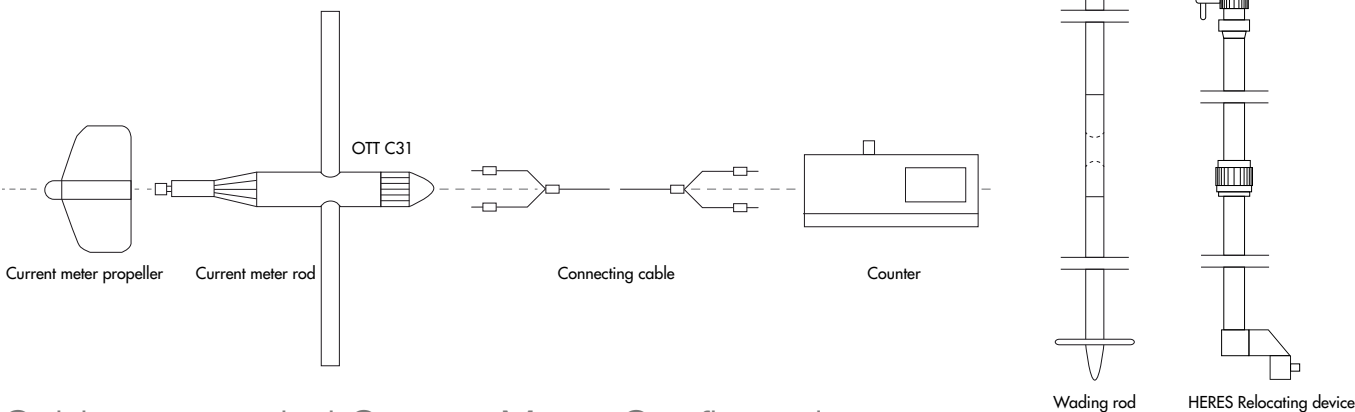 OTT C31
Current meter propeller
Current meter rod
Connecting cable
Counter
Wading rod
HERES Relocating device